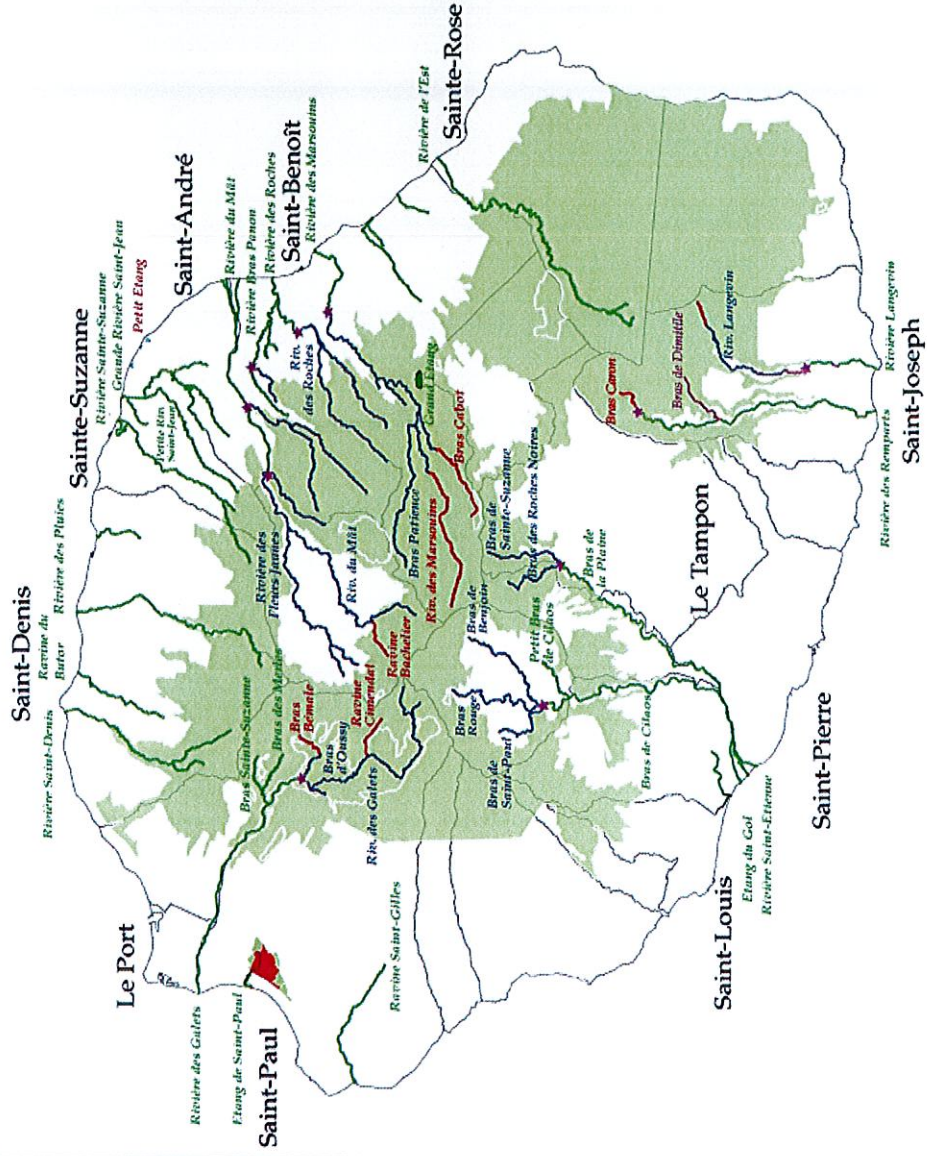 Saint-Denis
Ravine du
Butor
Rivière des Pluies
Rivière Saint-Denis
Sainte-Suzanne
Rivière Sainte-Suzanne
Grande Rivière Saint-Jean
Petit Etang
Petite Riv.
Saint-Jean
Saint-André
Rivière du Mât
Rivière Bras Panon
Rivière des Roches
Saint-Benoît
Rivière des Marsouins
Sainte-Rose
Rivière de l'Est
Le Port
Rivière des Galets
Etang de Saint-Paul
Saint-Paul
Ravine Saint-Gilles
Bras Sainte-Suzanne
Bras des Merles
Bras
Bémale
Bras
d'Oussy
Ravine
Cimendal
Riv. des Galets
Ravine
Bachelier
Rivière des
Fleurs Jaunes
Riv. du Mât
Riv.
des Roches
Grand Etang
Bras Patience
Riv. des Marsouins
Bras Cabot
Bras de
Sainte-Suzanne
Bras des Roches Noires
Bras de
la Plaine
Bras de
Benjoin
Petit Bras
de Cilaos
Bras
Rouge
Bras de
Saint-Paul
Bras de Cilaos
Bras Caron
Bras de Dimitile
Riv. Langevin
Le Tampon
Saint-Louis
Etang du Gol
Rivière Saint-Etienne
Saint-Pierre
Rivière des Remparts
Saint-Joseph
Rivière Langevin